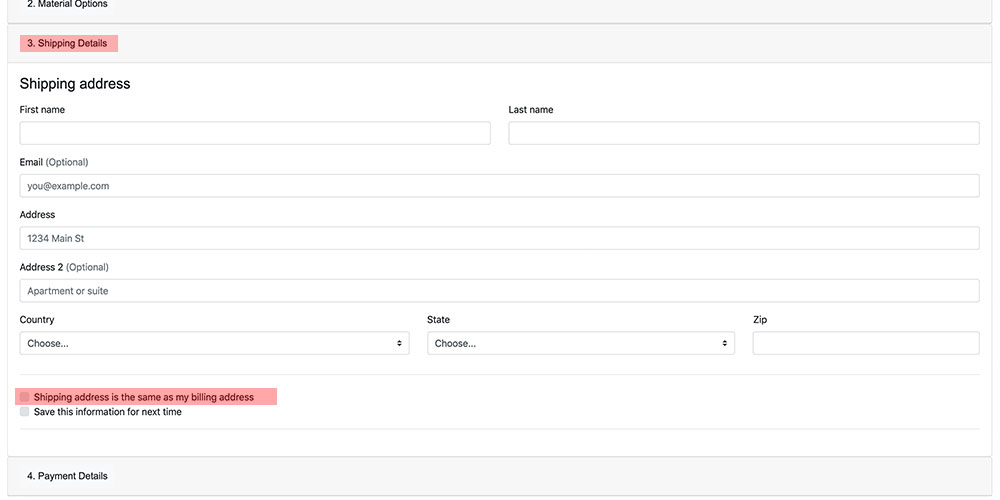 2. Material Options
3. Shipping Details
Shipping address
First name Last name
Email (Optional)
you@example.com
Address
1234 Main St
Address 2 (Optional)
Apartment or suite
Country State Zip
Choose... Choose...
Shipping address is the same as my billing address
Save this information for next time
4. Payment Details